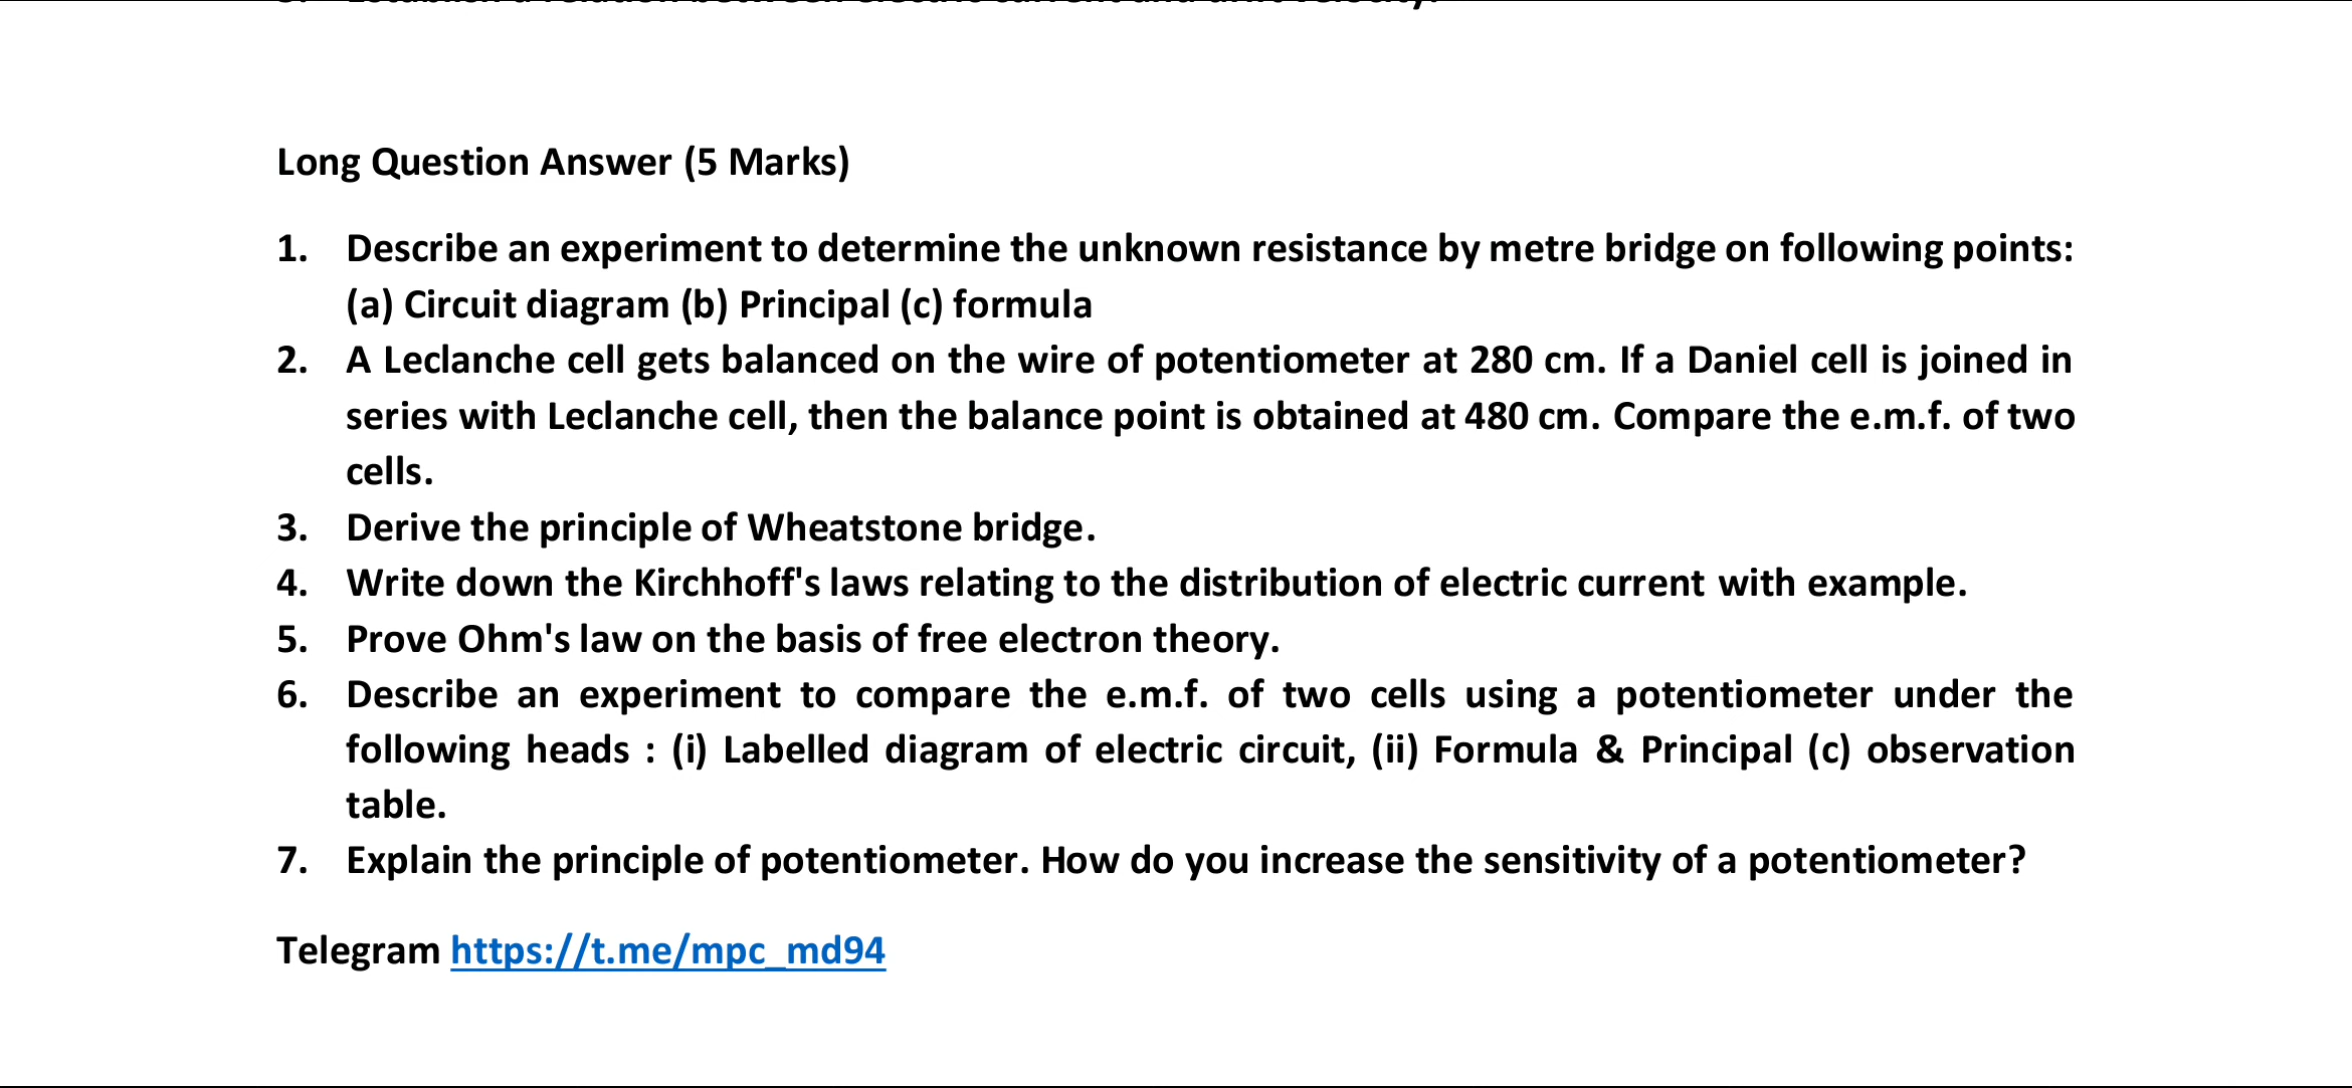 Long Question Answer (5 Marks)
1. Describe an experiment to determine the unknown resistance by metre bridge on following points:
(a) Circuit diagram (b) Principal (c) formula
2. A Leclanche cell gets balanced on the wire of potentiometer at 280 cm. If a Daniel cell is joined in
series with Leclanche cell, then the balance point is obtained at 480 cm. Compare the e.m.f. of two
cells.
3. Derive the principle of Wheatstone bridge.
4. Write down the Kirchhoff's laws relating to the distribution of electric current with example.
5. Prove Ohm's law on the basis of free electron theory.
6. Describe an experiment to compare the e.m.f. of two cells using a potentiometer under the
following heads : (i) Labelled diagram of electric circuit, (ii) Formula & Principal (c) observation
table.
7. Explain the principle of potentiometer. How do you increase the sensitivity of a potentiometer?
Telegram https://t.me/mpc_md94